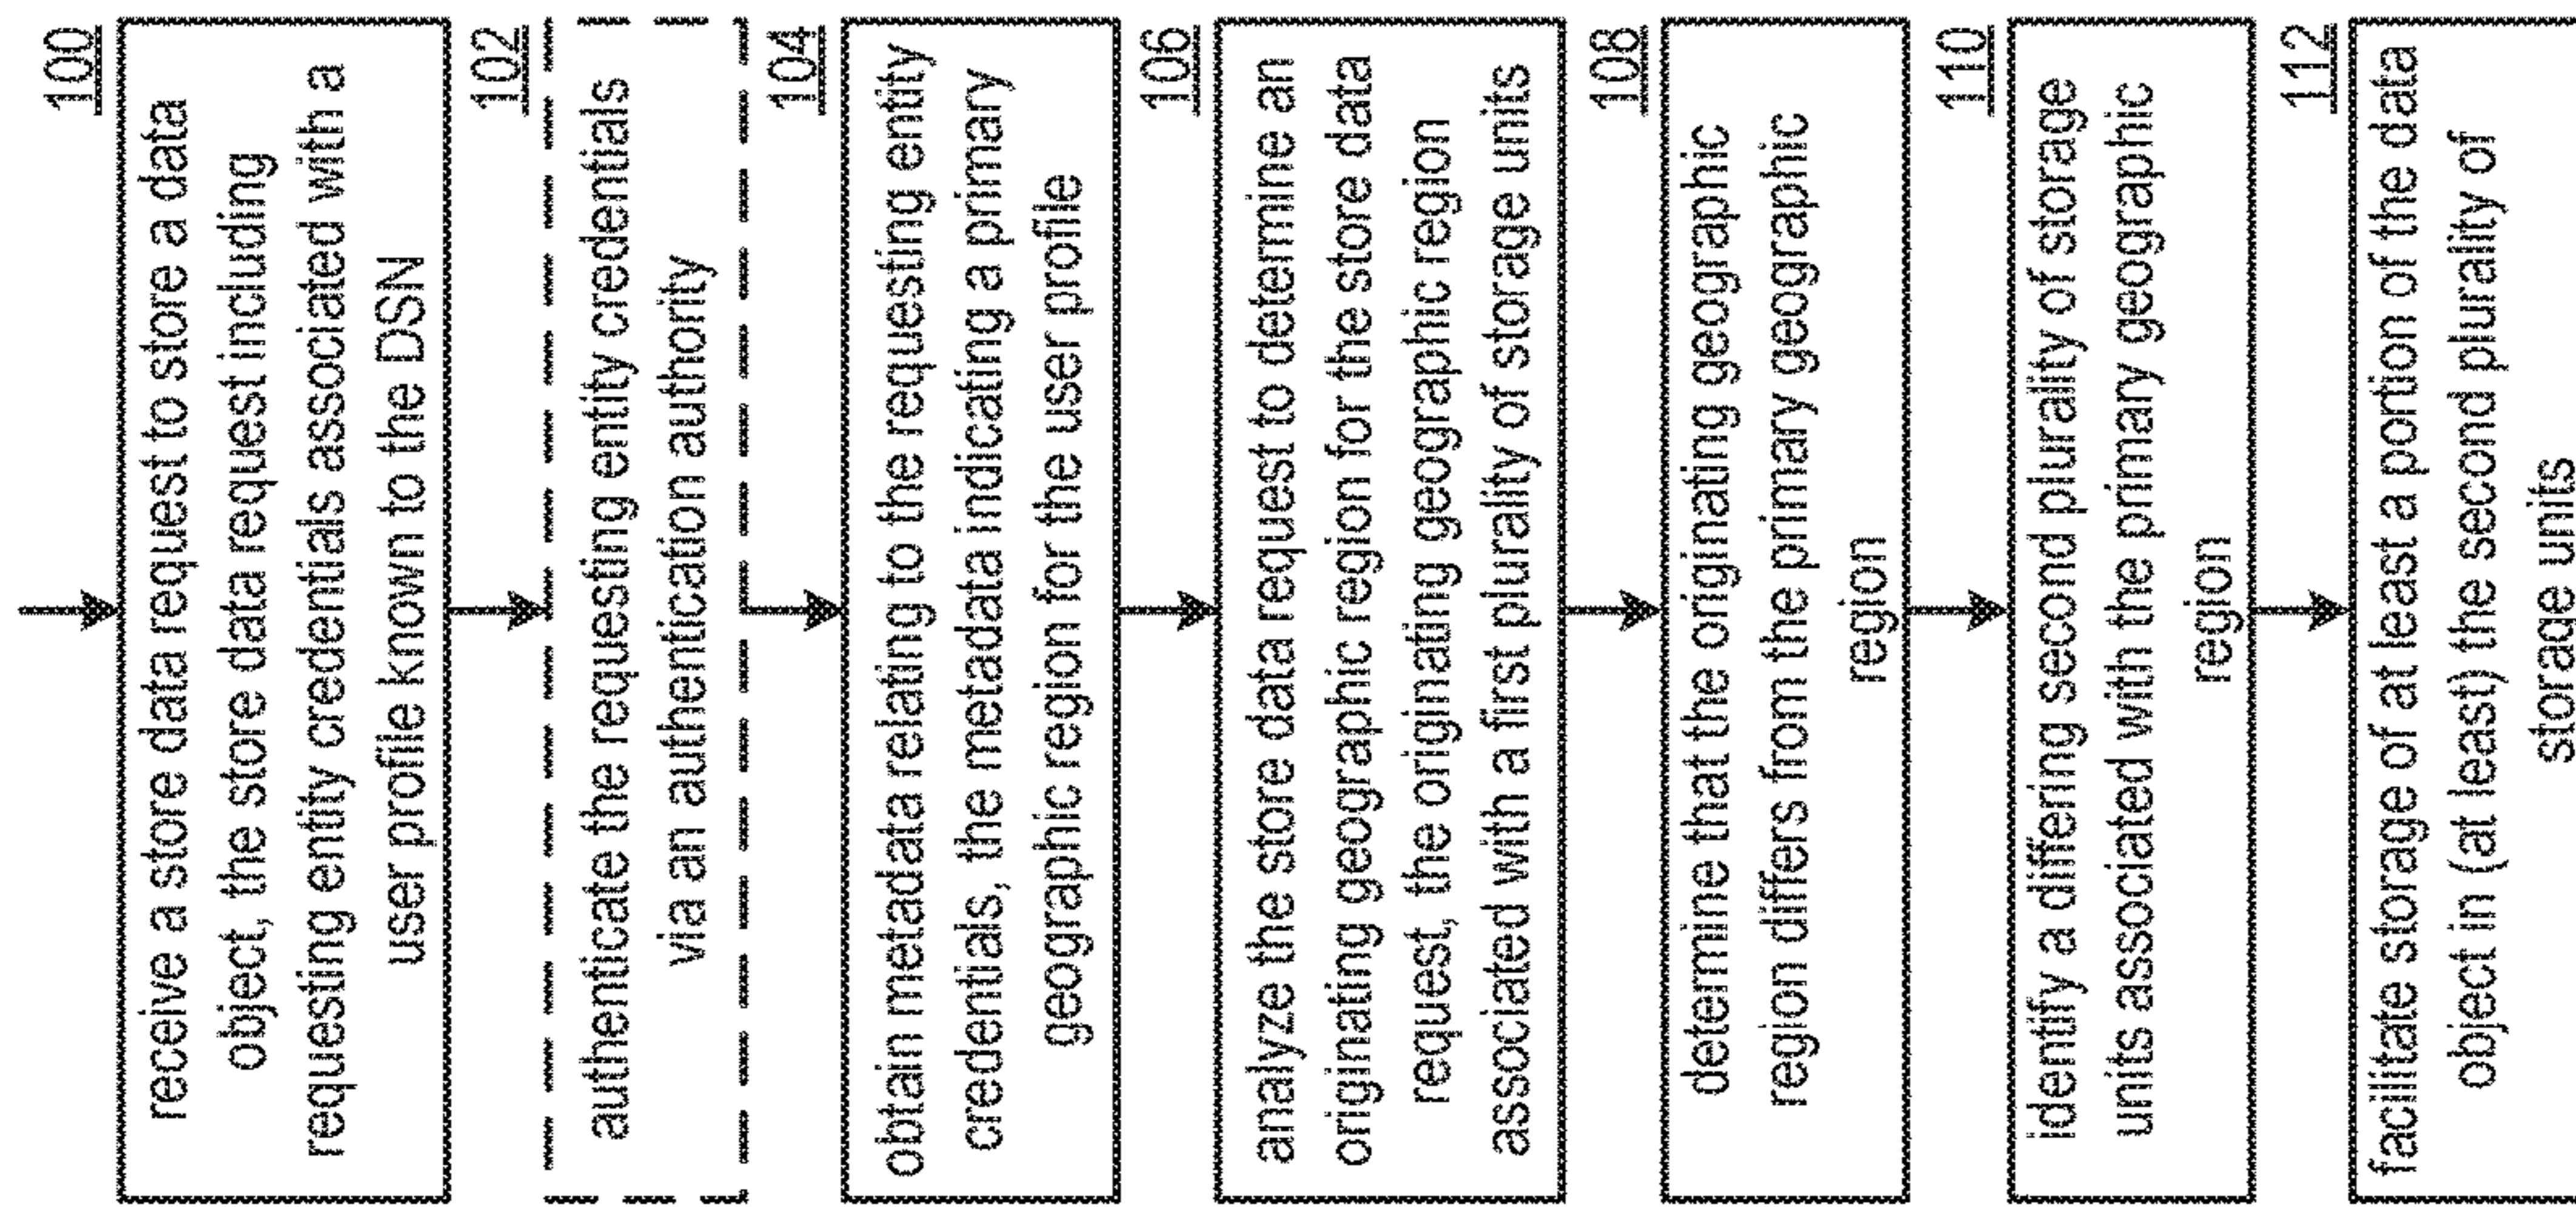 100
receive a store data request to store a data
object, the store data request including
requesting entity credentials associated with a
user profile known to the DSN
102
authenticate the requesting entity credentials
via an authentication authority
104
obtain metadata relating to the requesting entity
credentials, the metadata indicating a primary
geographic region for the user profile
106
analyze the store data request to determine an
originating geographic region for the store data
request, the originating geographic region
associated with a first plurality of storage units
108
determine that the originating geographic
region differs from the primary geographic
region
110
identify a differing second plurality of storage
units associated with the primary geographic
region
112
facilitate storage of at least a portion of the data
object in (at least) the second plurality of
storage units